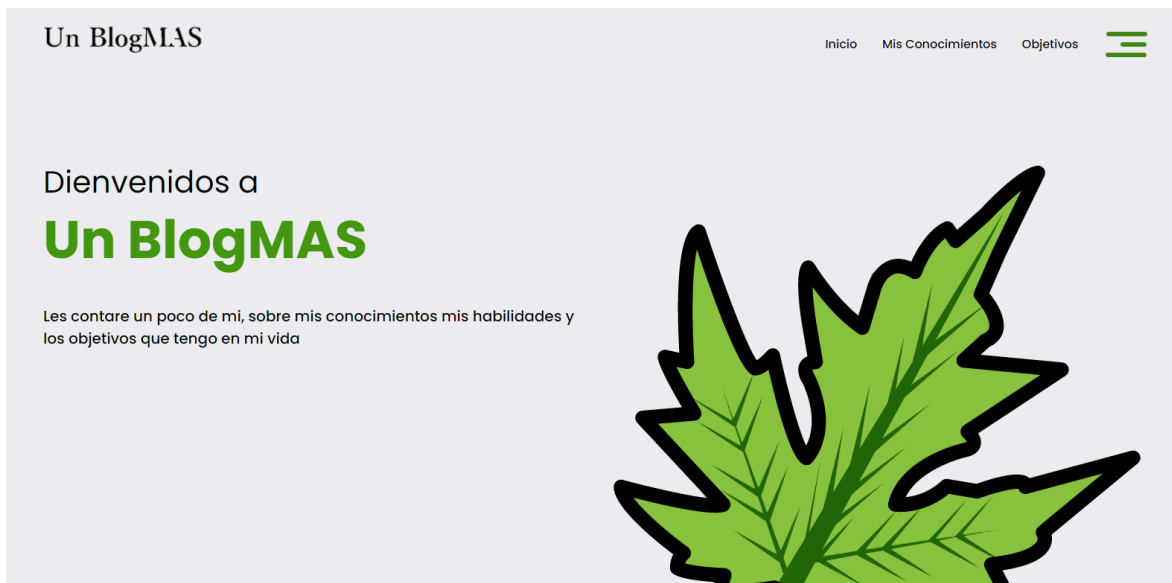 Un BlogMAS
Inicio Mis Conocimientos Objetivos
Dienvenidos a
Un BlogMAS
Les contare un poco de mi, sobre mis conocimientos mis habilidades y
los objetivos que tengo en mi vida